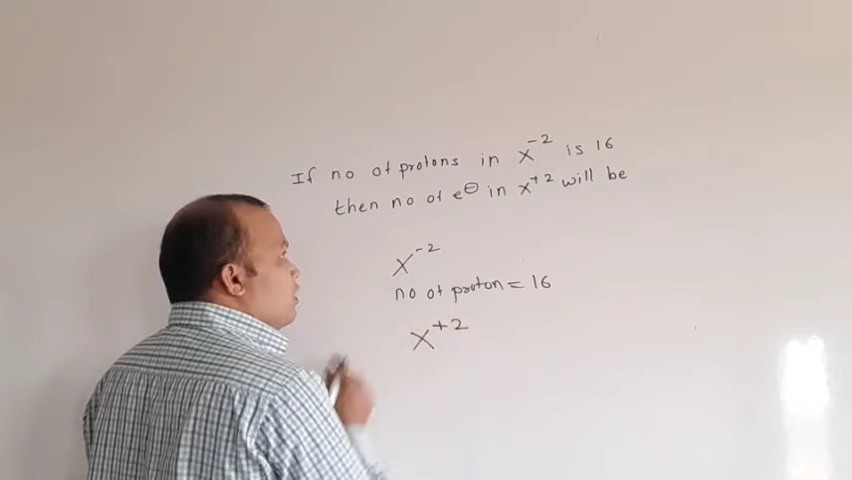 If no of protons in X⁻² is 16
then no of e⊖ in X⁺² will be
X⁻²
no of proton = 16
X⁺²